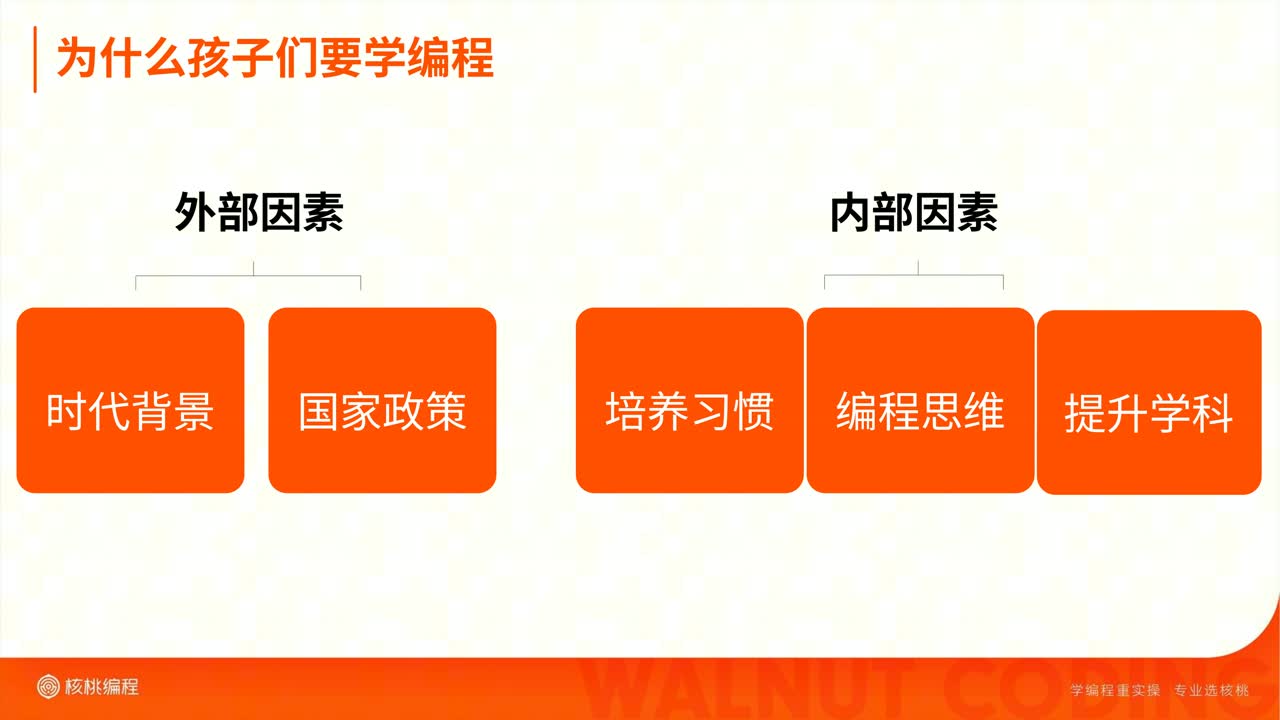 为什么孩子们要学编程
外部因素
内部因素
时代背景
国家政策
培养习惯
编程思维
提升学科
WALNUT CODING
核桃编程
学编程重实操 专业选核桃